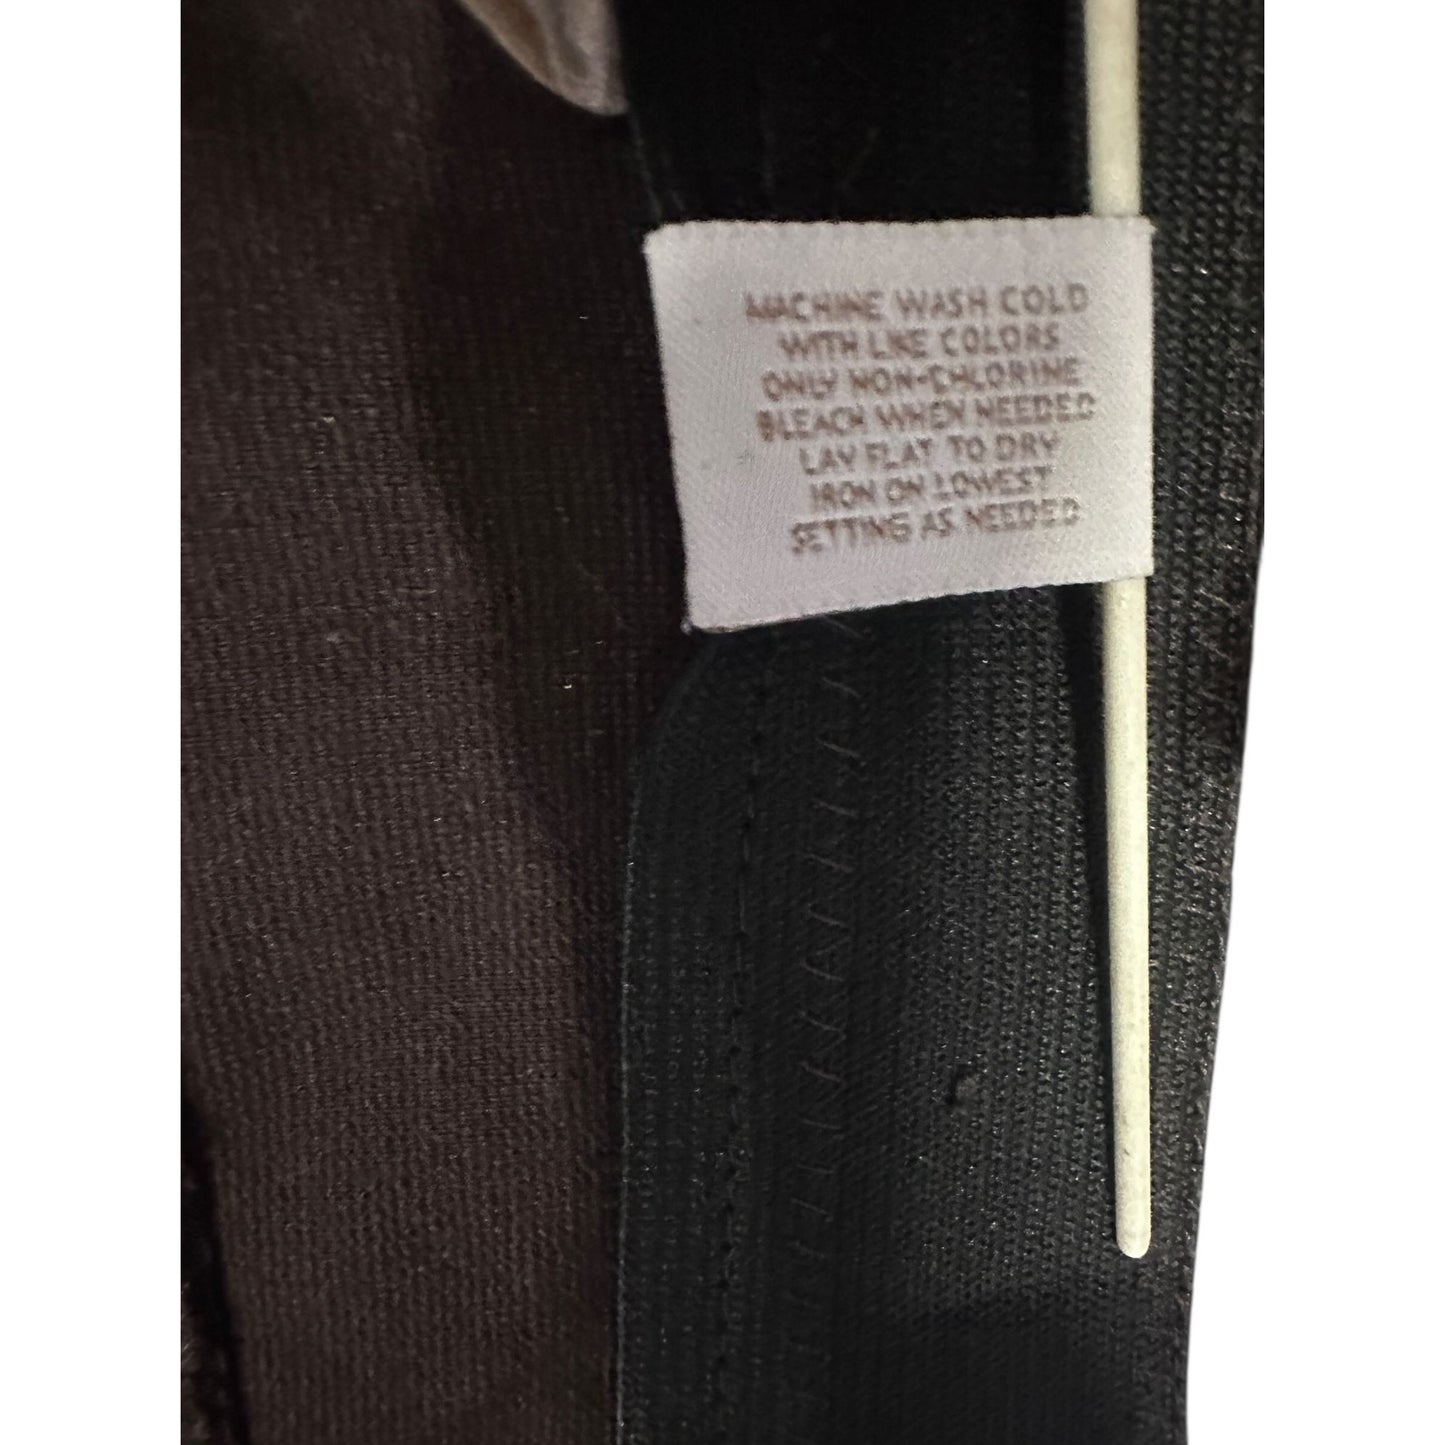 MACHINE WASH COLD
WITH LIKE COLORS
ONLY NON-CHLORINE
BLEACH WHEN NEEDED
LAY FLAT TO DRY
IRON ON LOWEST
SETTING AS NEEDED